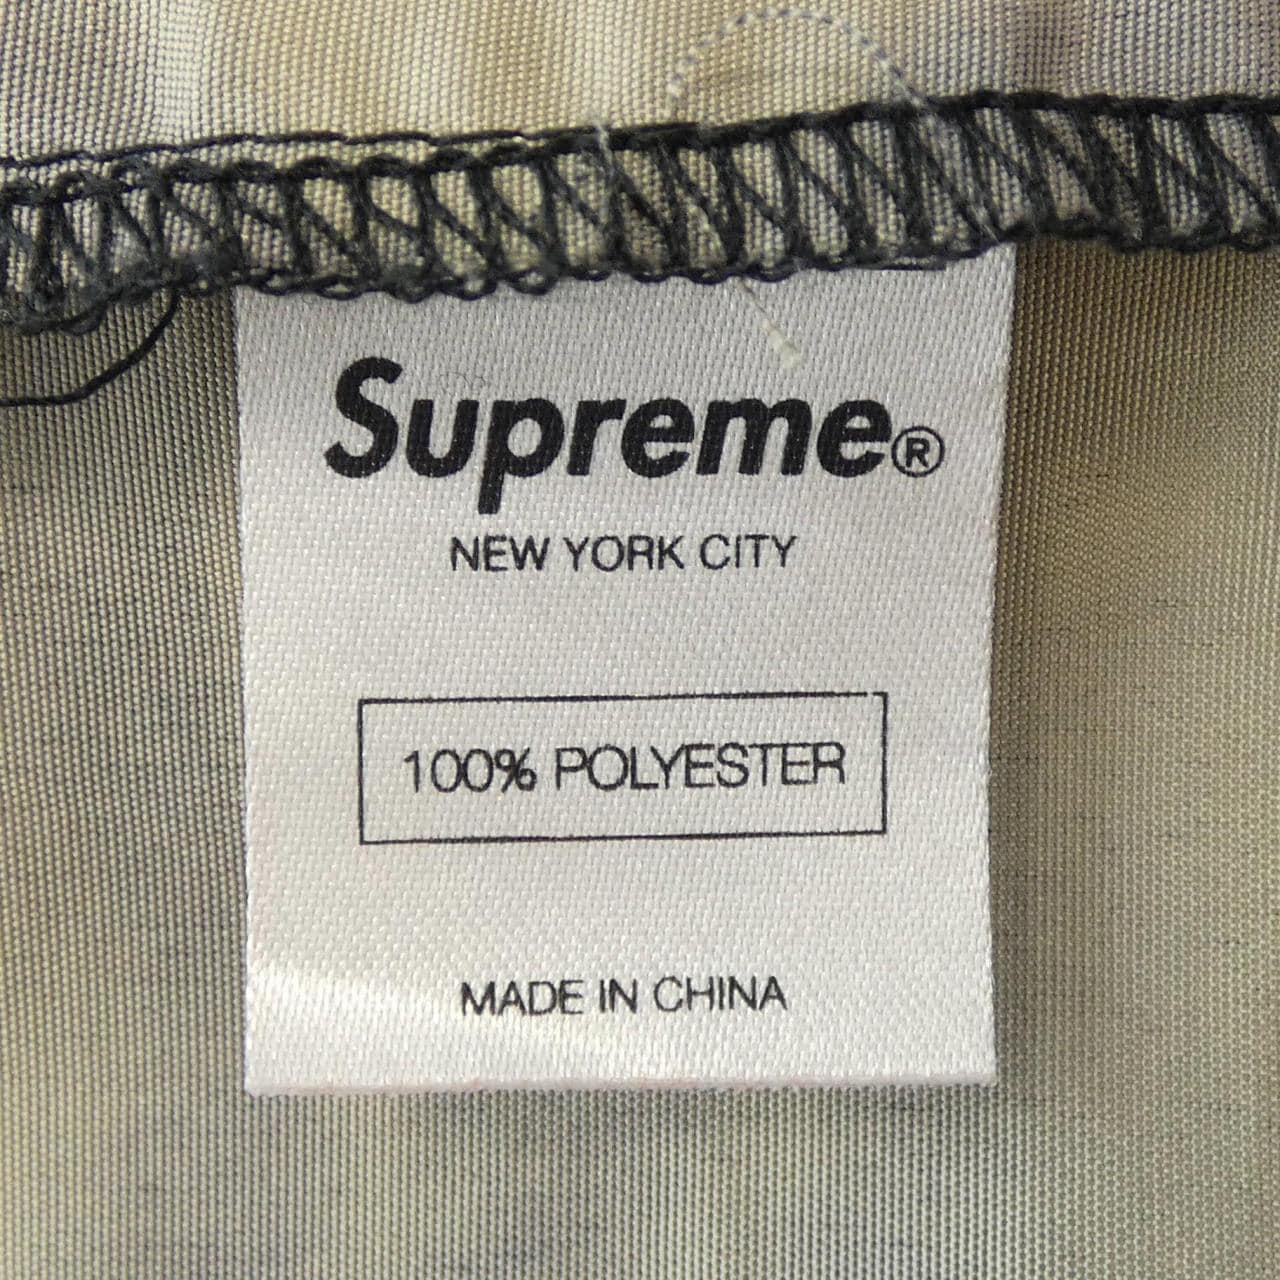 Supreme®
NEW YORK CITY
100% POLYESTER
MADE IN CHINA